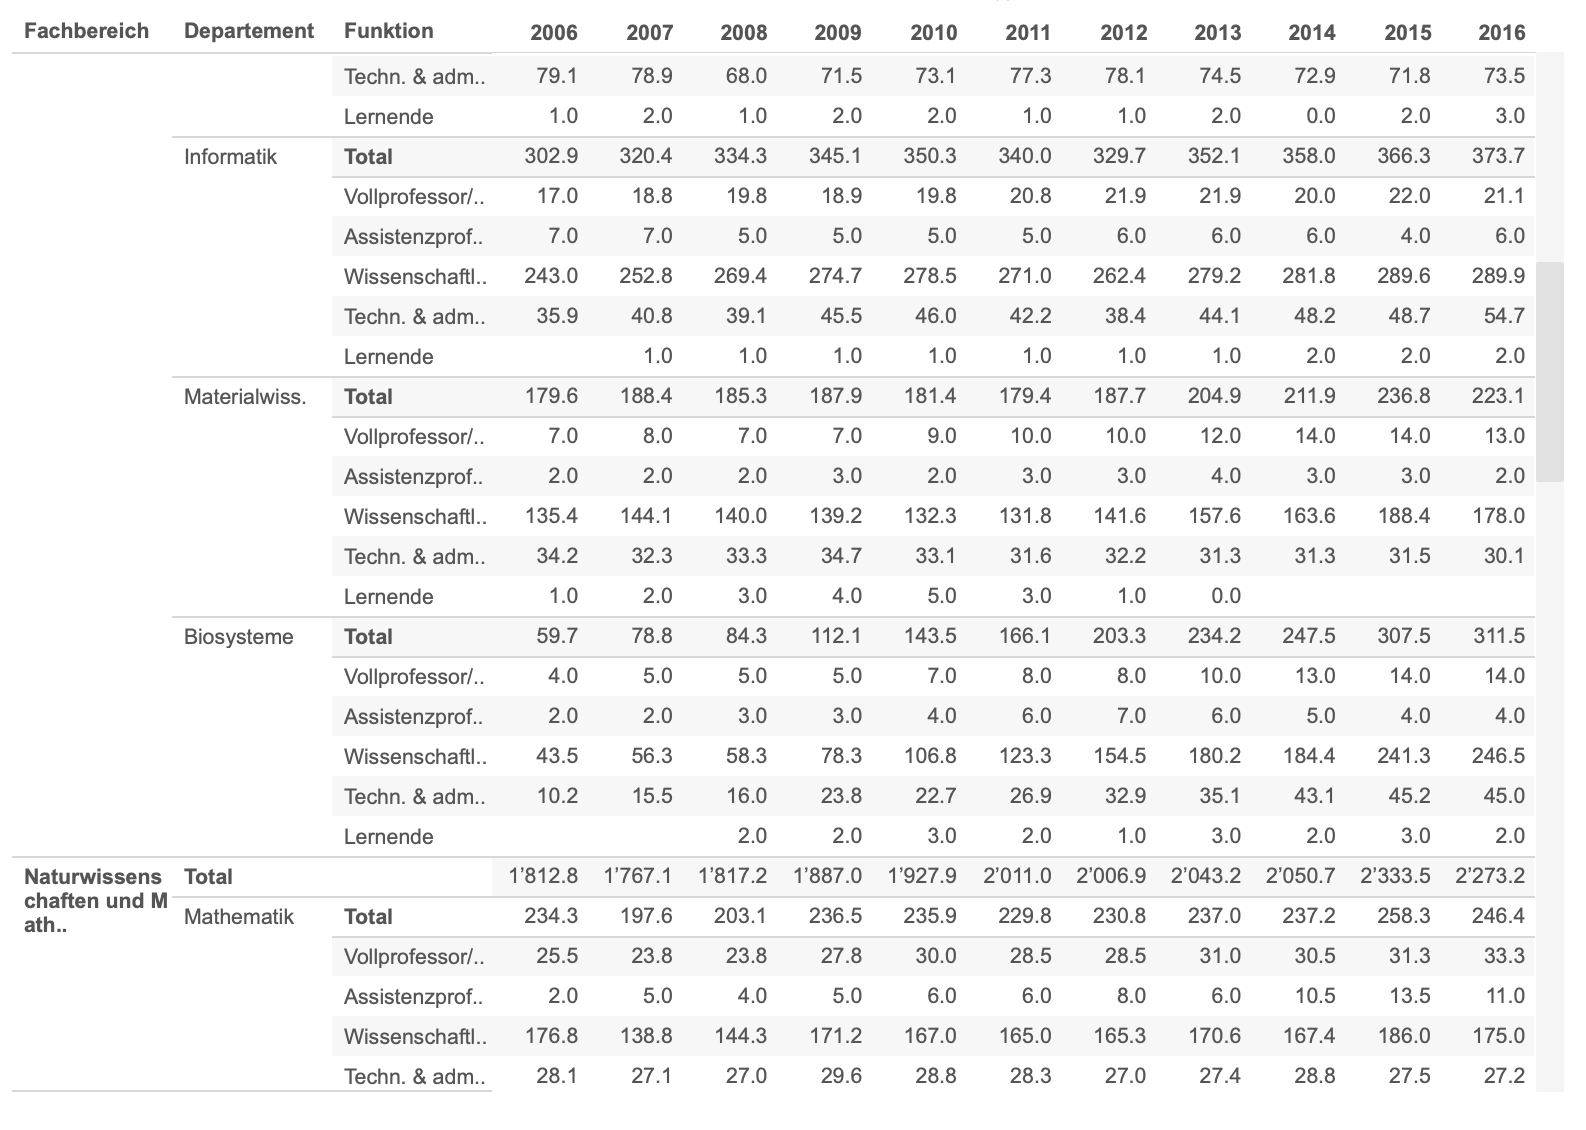 Fachbereich Departement Funktion 2006 2007 2008 2009 2010 2011 2012 2013 2014 2015 2016
Techn. & adm.. 79.1 78.9 68.0 71.5 73.1 77.3 78.1 74.5 72.9 71.8 73.5
Lernende 1.0 2.0 1.0 2.0 2.0 1.0 1.0 2.0 0.0 2.0 3.0
Informatik Total 302.9 320.4 334.3 345.1 350.3 340.0 329.7 352.1 358.0 366.3 373.7
Vollprofessor/.. 17.0 18.8 19.8 18.9 19.8 20.8 21.9 21.9 20.0 22.0 21.1
Assistenzprof.. 7.0 7.0 5.0 5.0 5.0 5.0 6.0 6.0 6.0 4.0 6.0
Wissenschaftl.. 243.0 252.8 269.4 274.7 278.5 271.0 262.4 279.2 281.8 289.6 289.9
Techn. & adm.. 35.9 40.8 39.1 45.5 46.0 42.2 38.4 44.1 48.2 48.7 54.7
Lernende 1.0 1.0 1.0 1.0 1.0 1.0 1.0 2.0 2.0 2.0
Materialwiss. Total 179.6 188.4 185.3 187.9 181.4 179.4 187.7 204.9 211.9 236.8 223.1
Vollprofessor/.. 7.0 8.0 7.0 7.0 9.0 10.0 10.0 12.0 14.0 14.0 13.0
Assistenzprof.. 2.0 2.0 2.0 3.0 2.0 3.0 3.0 4.0 3.0 3.0 2.0
Wissenschaftl.. 135.4 144.1 140.0 139.2 132.3 131.8 141.6 157.6 163.6 188.4 178.0
Techn. & adm.. 34.2 32.3 33.3 34.7 33.1 31.6 32.2 31.3 31.3 31.5 30.1
Lernende 1.0 2.0 3.0 4.0 5.0 3.0 1.0 0.0
Biosysteme Total 59.7 78.8 84.3 112.1 143.5 166.1 203.3 234.2 247.5 307.5 311.5
Vollprofessor/.. 4.0 5.0 5.0 5.0 7.0 8.0 8.0 10.0 13.0 14.0 14.0
Assistenzprof.. 2.0 2.0 3.0 3.0 4.0 6.0 7.0 6.0 5.0 4.0 4.0
Wissenschaftl.. 43.5 56.3 58.3 78.3 106.8 123.3 154.5 180.2 184.4 241.3 246.5
Techn. & adm.. 10.2 15.5 16.0 23.8 22.7 26.9 32.9 35.1 43.1 45.2 45.0
Lernende 2.0 2.0 3.0 2.0 1.0 3.0 2.0 3.0 2.0
Naturwissens Total 1’812.8 1’767.1 1’817.2 1’887.0 1’927.9 2’011.0 2’006.9 2’043.2 2’050.7 2’333.5 2’273.2
chaften und M
ath.. Mathematik Total 234.3 197.6 203.1 236.5 235.9 229.8 230.8 237.0 237.2 258.3 246.4
Vollprofessor/.. 25.5 23.8 23.8 27.8 30.0 28.5 28.5 31.0 30.5 31.3 33.3
Assistenzprof.. 2.0 5.0 4.0 5.0 6.0 6.0 8.0 6.0 10.5 13.5 11.0
Wissenschaftl.. 176.8 138.8 144.3 171.2 167.0 165.0 165.3 170.6 167.4 186.0 175.0
Techn. & adm.. 28.1 27.1 27.0 29.6 28.8 28.3 27.0 27.4 28.8 27.5 27.2